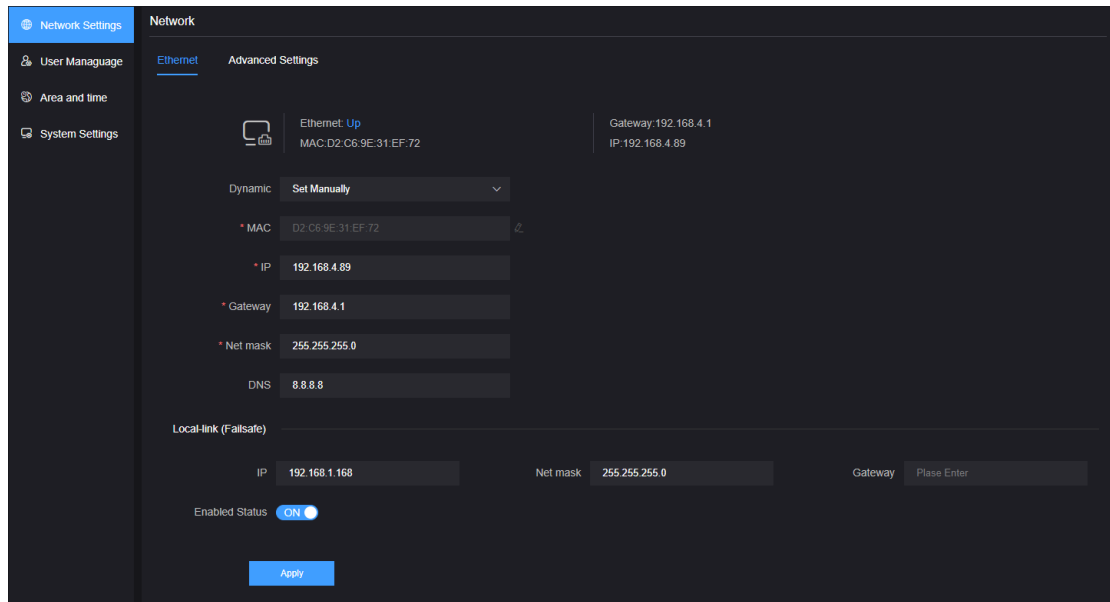 Network Settings
User Managuage
Area and time
System Settings
Network
Ethernet
Advanced Settings
Ethernet: Up
MAC:D2:C6:9E:31:EF:72
Gateway:192.168.4.1
IP:192.168.4.89
Dynamic Set Manually
* MAC D2:C6:9E:31:EF:72
* IP 192.168.4.89
* Gateway 192.168.4.1
* Net mask 255.255.255.0
DNS 8.8.8.8
Local-link (Failsafe)
IP 192.168.1.168 Net mask 255.255.255.0 Gateway Plase Enter
Enabled Status ON
Apply